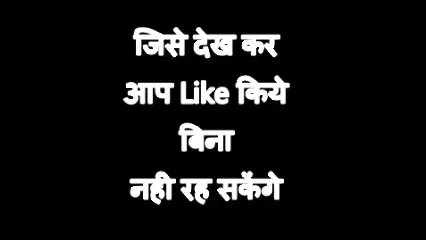 जिसे देख कर
आप Like किये
बिना
नही रह सकेंगे